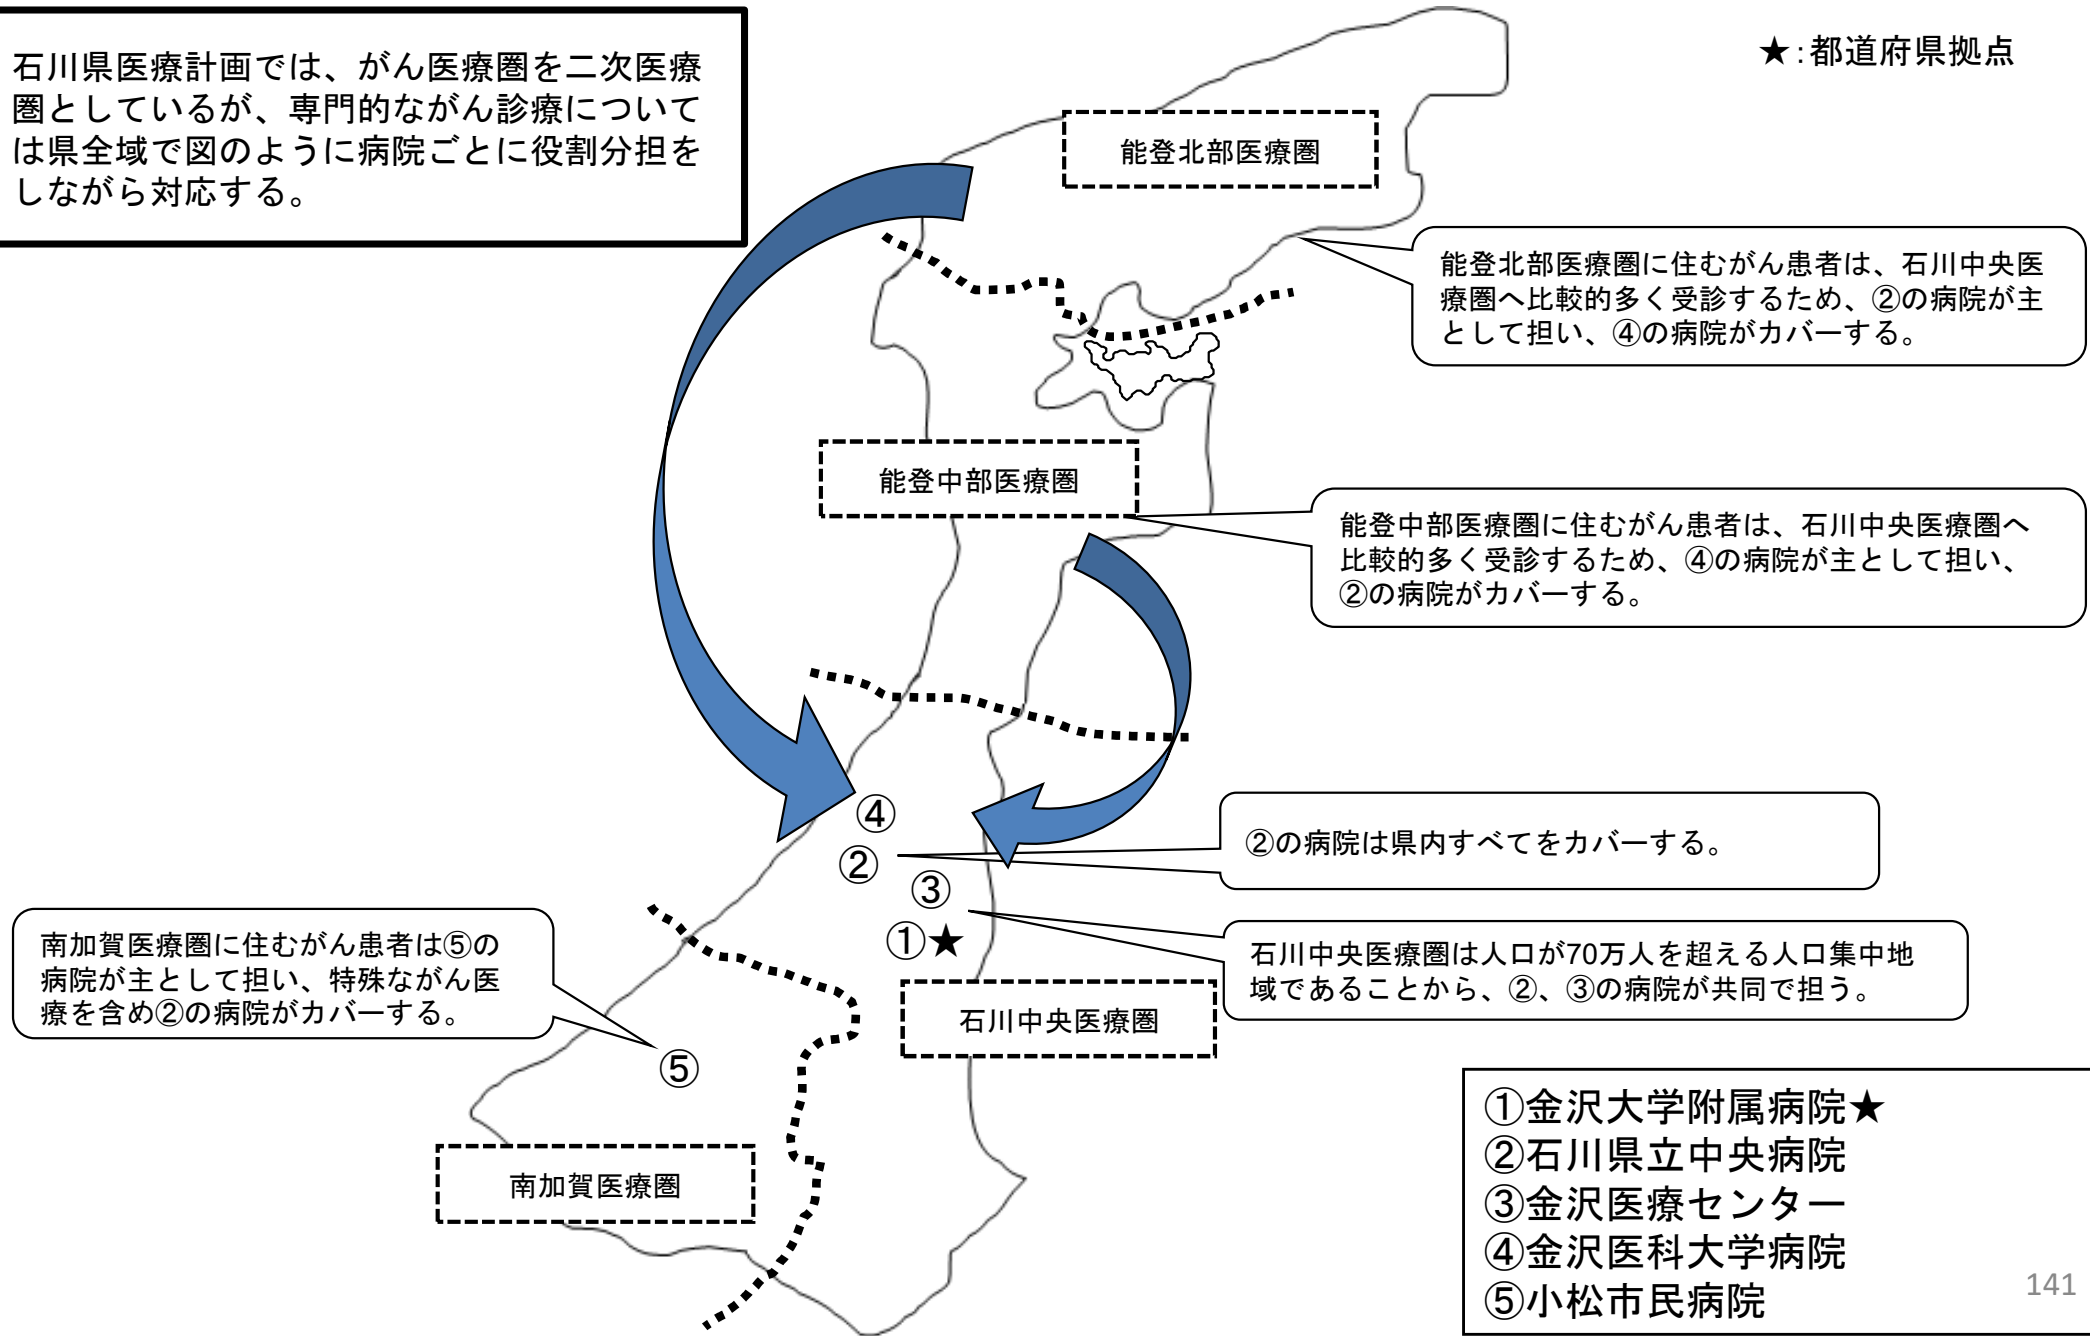 石川県医療計画では、がん医療圏を二次医療
圏としているが、専門的ながん診療について
は県全域で図のように病院ごとに役割分担を
しながら対応する。
★:都道府県拠点
能登北部医療圏
能登北部医療圏に住むがん患者は、石川中央医
療圏へ比較的多く受診するため、②の病院が主
として担い、④の病院がカバーする。
能登中部医療圏
能登中部医療圏に住むがん患者は、石川中央医療圏へ
比較的多く受診するため、④の病院が主として担い、
②の病院がカバーする。
④
②
③
①★
②の病院は県内すべてをカバーする。
石川中央医療圏は人口が70万人を超える人口集中地
域であることから、②、③の病院が共同で担う。
石川中央医療圏
南加賀医療圏に住むがん患者は⑤の
病院が主として担い、特殊ながん医
療を含め②の病院がカバーする。
⑤
南加賀医療圏
①金沢大学附属病院★
②石川県立中央病院
③金沢医療センター
④金沢医科大学病院
⑤小松市民病院
141